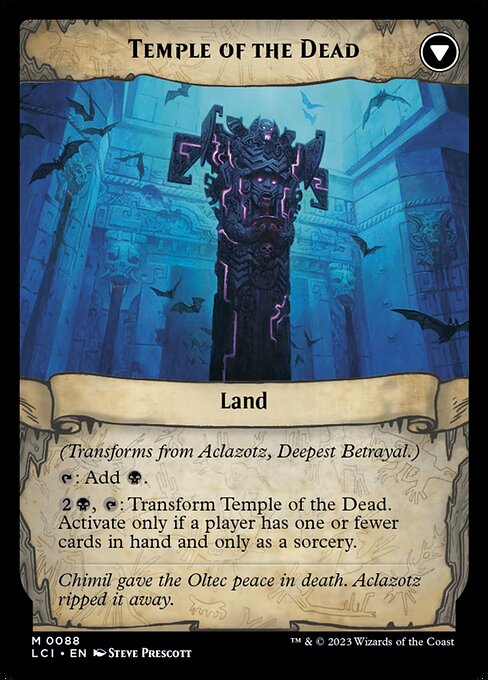 Temple of the Dead
Land
(Transforms from Aclazotz, Deepest Betrayal.)
: Add .
2, : Transform Temple of the Dead.
Activate only if a player has one or fewer
cards in hand and only as a sorcery.
Chimil gave the Oltec peace in death. Aclazotz
ripped it away.
M 0088
LCI • EN Steve Prescott
™ & © 2023 Wizards of the Coast